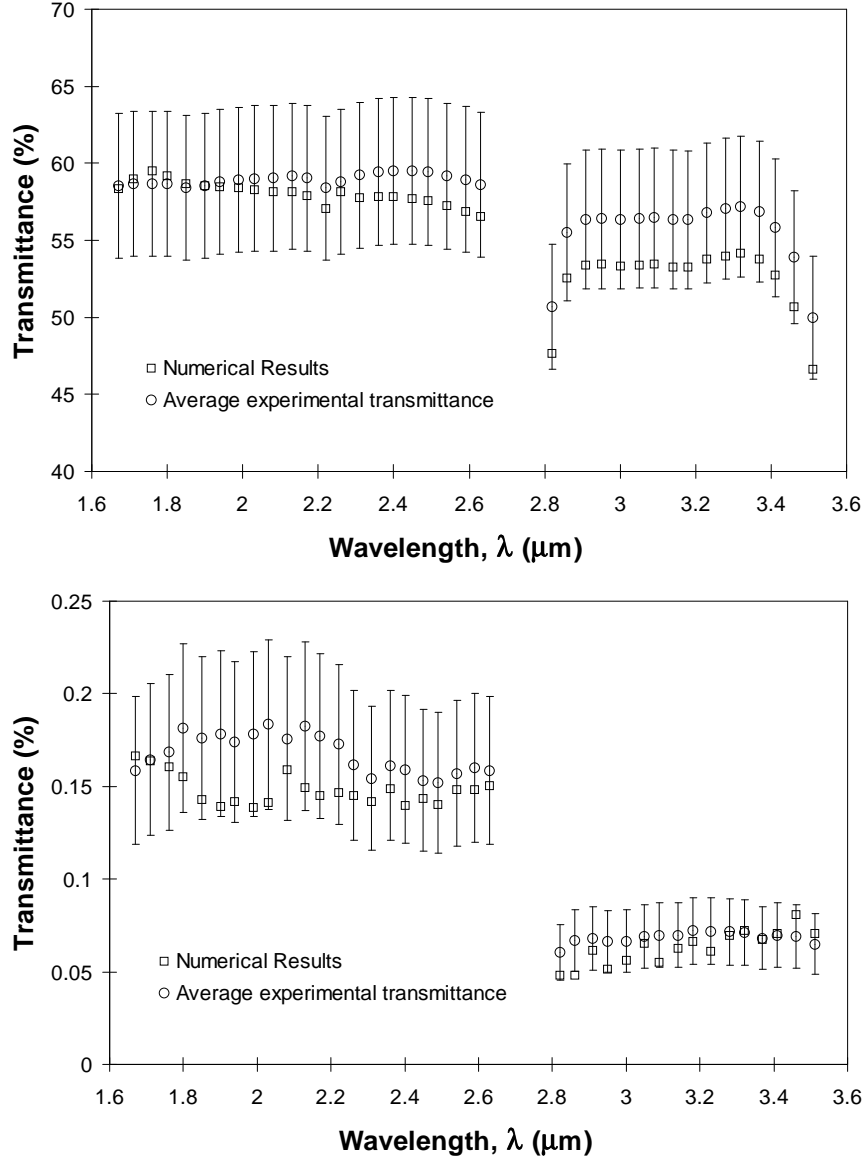 70
65
60
55
50
45
40
Transmittance (%)
Numerical Results
Average experimental transmittance
1.6 1.8 2 2.2 2.4 2.6 2.8 3 3.2 3.4 3.6
Wavelength, λ (μm)
0.25
0.2
0.15
0.1
0.05
0
Transmittance (%)
Numerical Results
Average experimental transmittance
1.6 1.8 2 2.2 2.4 2.6 2.8 3 3.2 3.4 3.6
Wavelength, λ (μm)